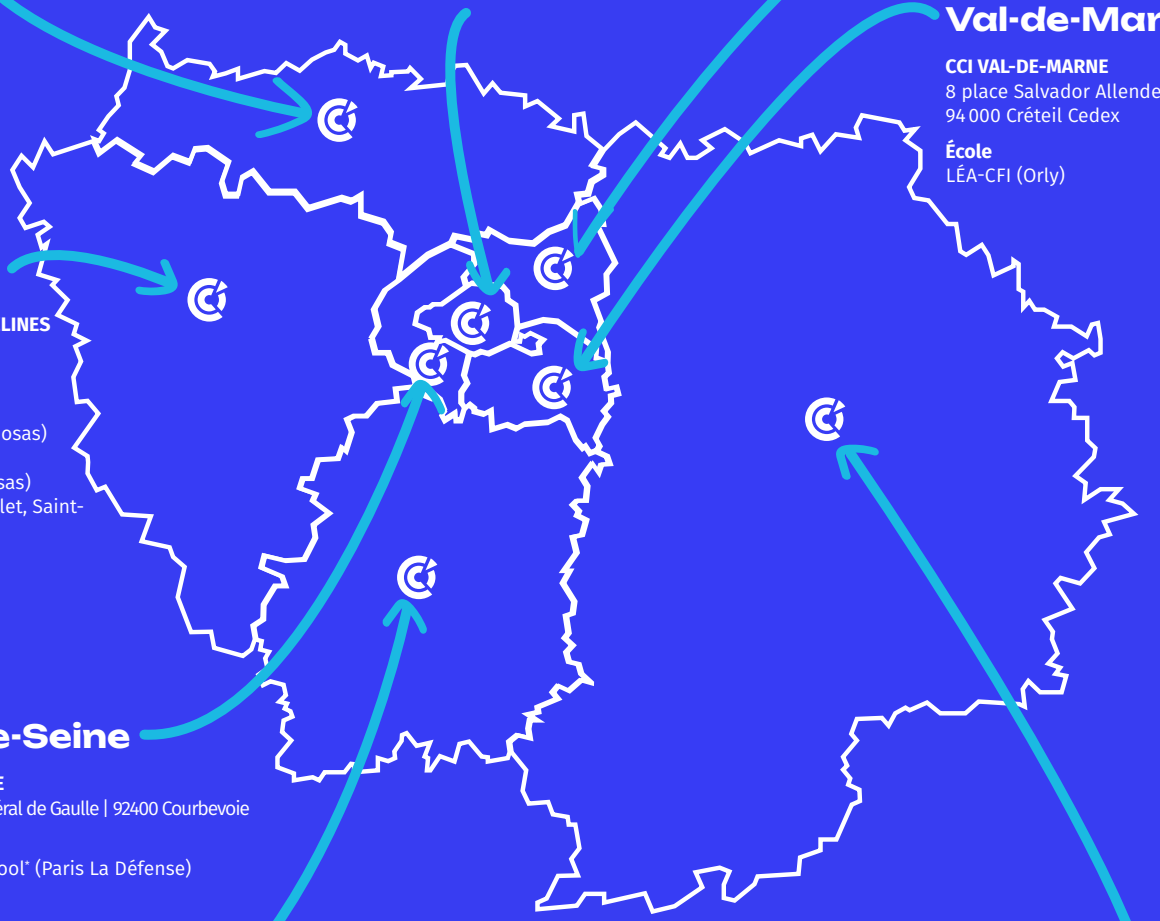 Val-de-Mar
CCI VAL-DE-MARNE
8 place Salvador Allende
94 000 Créteil Cedex
École
LÉA-CFI (Orly)
LINES
osas)
sas)
let, Saint-
e-Seine
E
éral de Gaulle | 92400 Courbevoie
ool* (Paris La Défense)